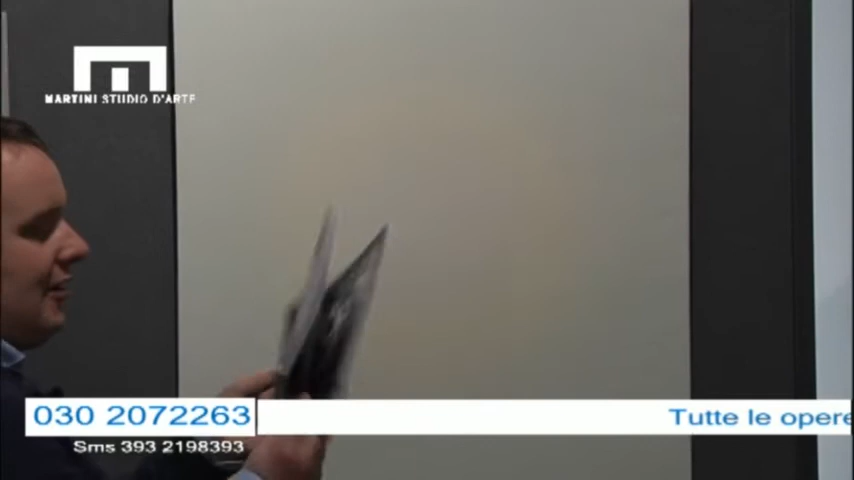 MARTINI STUDIO D'ARTE
030 2072263
Tutte le opere
Sms 393 2198393